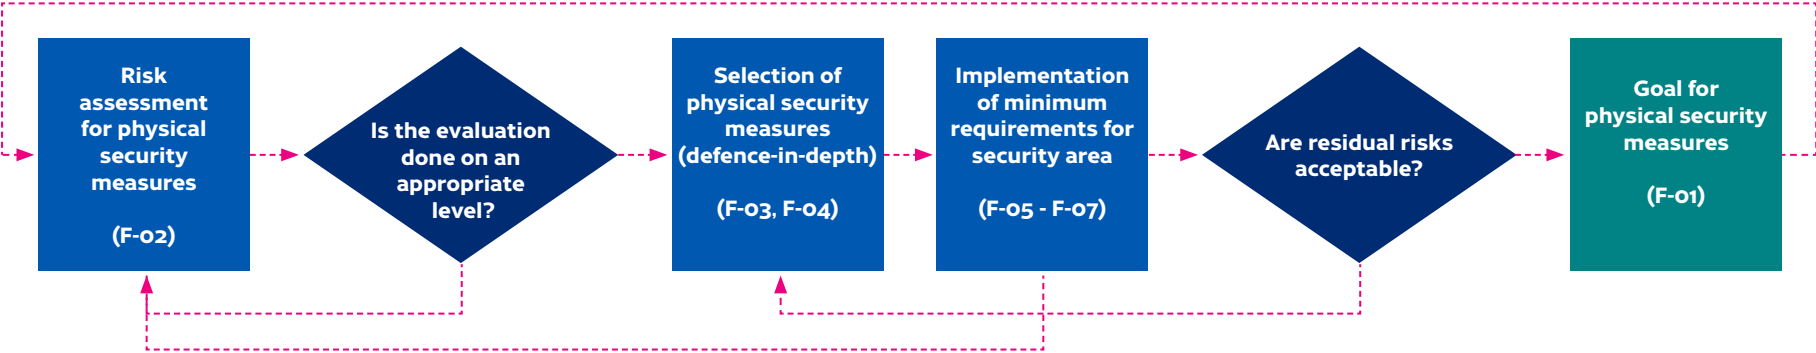 Risk
assessment
for physical
security
measures
(F-02)
Is the evaluation
done on an
appropriate
level?
Selection of
physical security
measures
(defence-in-depth)
(F-03, F-04)
Implementation
of minimum
requirements for
security area
(F-05 - F-07)
Are residual risks
acceptable?
Goal for
physical security
measures
(F-01)